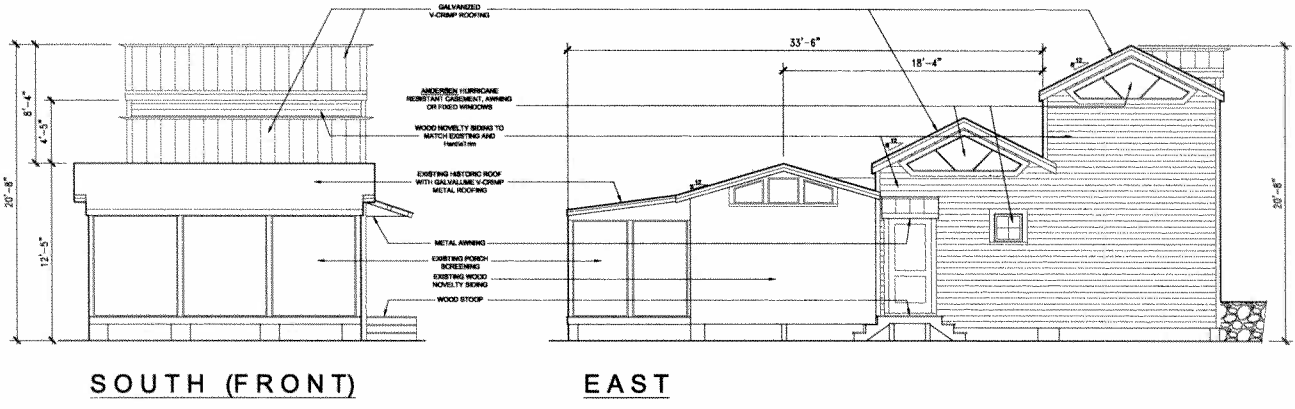 GALVANIZED
V-CRIMP ROOFING
33'-6"
18'-4"
12
8
ANDERSEN HURRICANE
RESISTANT CASEMENT, AWNING
OR FIXED WINDOWS
8'-4"
4'-5"
WOOD NOVELTY SIDING TO
MATCH EXISTING AND
HardieTrim
12
8
EXISTING HISTORIC ROOF
WITH GALVALUME V-CRIMP
METAL ROOFING
12
20'-8"
20'-8"
12'-5"
METAL AWNING
EXISTING PORCH
SCREENING
EXISTING WOOD
NOVELTY SIDING
WOOD STOOP
SOUTH (FRONT)
EAST